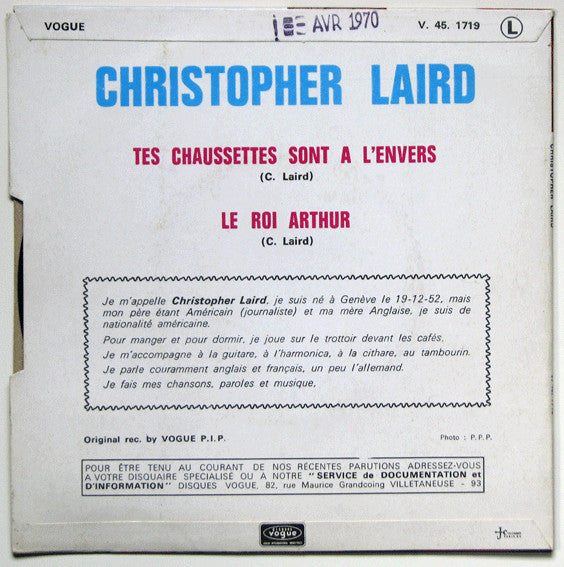 VOGUE
AVR 1970
V. 45. 1719
L
CHRISTOPHER LAIRD
TES CHAUSSETTES SONT A L'ENVERS
(C. Laird)
LE ROI ARTHUR
(C. Laird)
CHRISTOPHER LAIRD
Je m'appelle Christopher Laird, je suis né à Genève le 19-12-52, mais
mon père étant Américain (journaliste) et ma mère Anglaise, je suis de
nationalité américaine.
Pour manger et pour dormir, je joue sur le trottoir devant les cafés.
Je m'accompagne à la guitare, à l'harmonica, à la cithare, au tambourin.
Je parle couramment anglais et français, un peu l'allemand.
Je fais mes chansons, paroles et musique.
Original rec. by VOGUE P.I.P.
Photo : P.P.P.
POUR ÊTRE TENU AU COURANT DE NOS RÉCENTES PARUTIONS ADRESSEZ-VOUS
A VOTRE DISQUAIRE SPECIALISÉ OU A NOTRE "SERVICE de DOCUMENTATION et
D'INFORMATION" DISQUES VOGUE, 82, rue Maurice Grandcoing VILLETANEUSE - 93
vogue